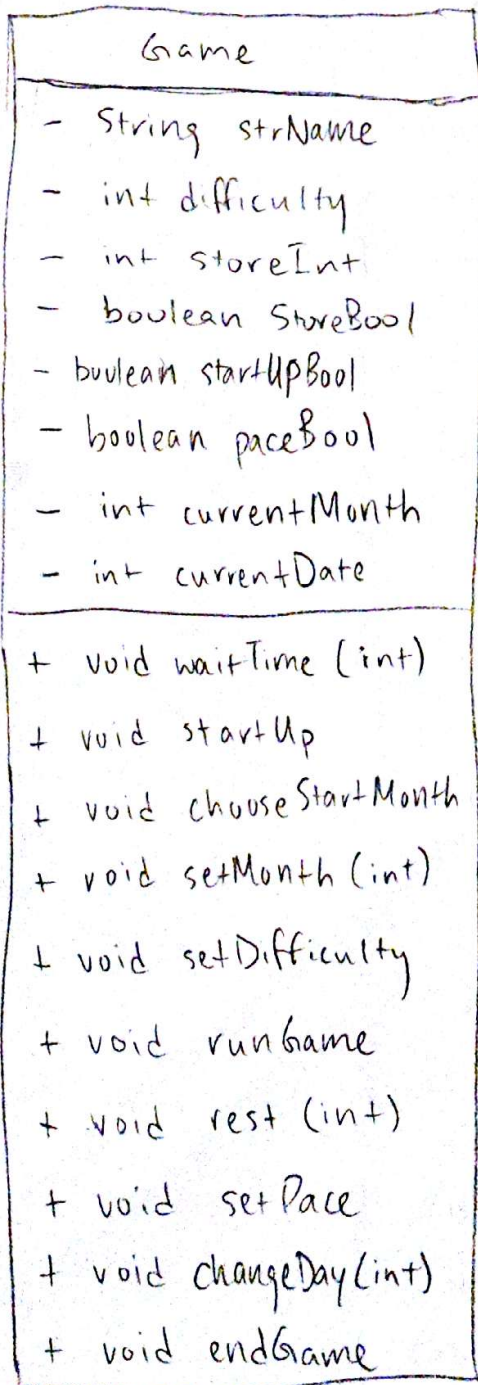 Game
- String strName
- int difficulty
- int storeInt
- boolean StoreBool
- boolean startUpBool
- boolean paceBool
- int currentMonth
- int currentDate
+ void waitTime (int)
+ void startUp
+ void chooseStartMonth
+ void setMonth (int)
+ void setDifficulty
+ void runGame
+ void rest (int)
+ void setPace
+ void changeDay (int)
+ void endGame